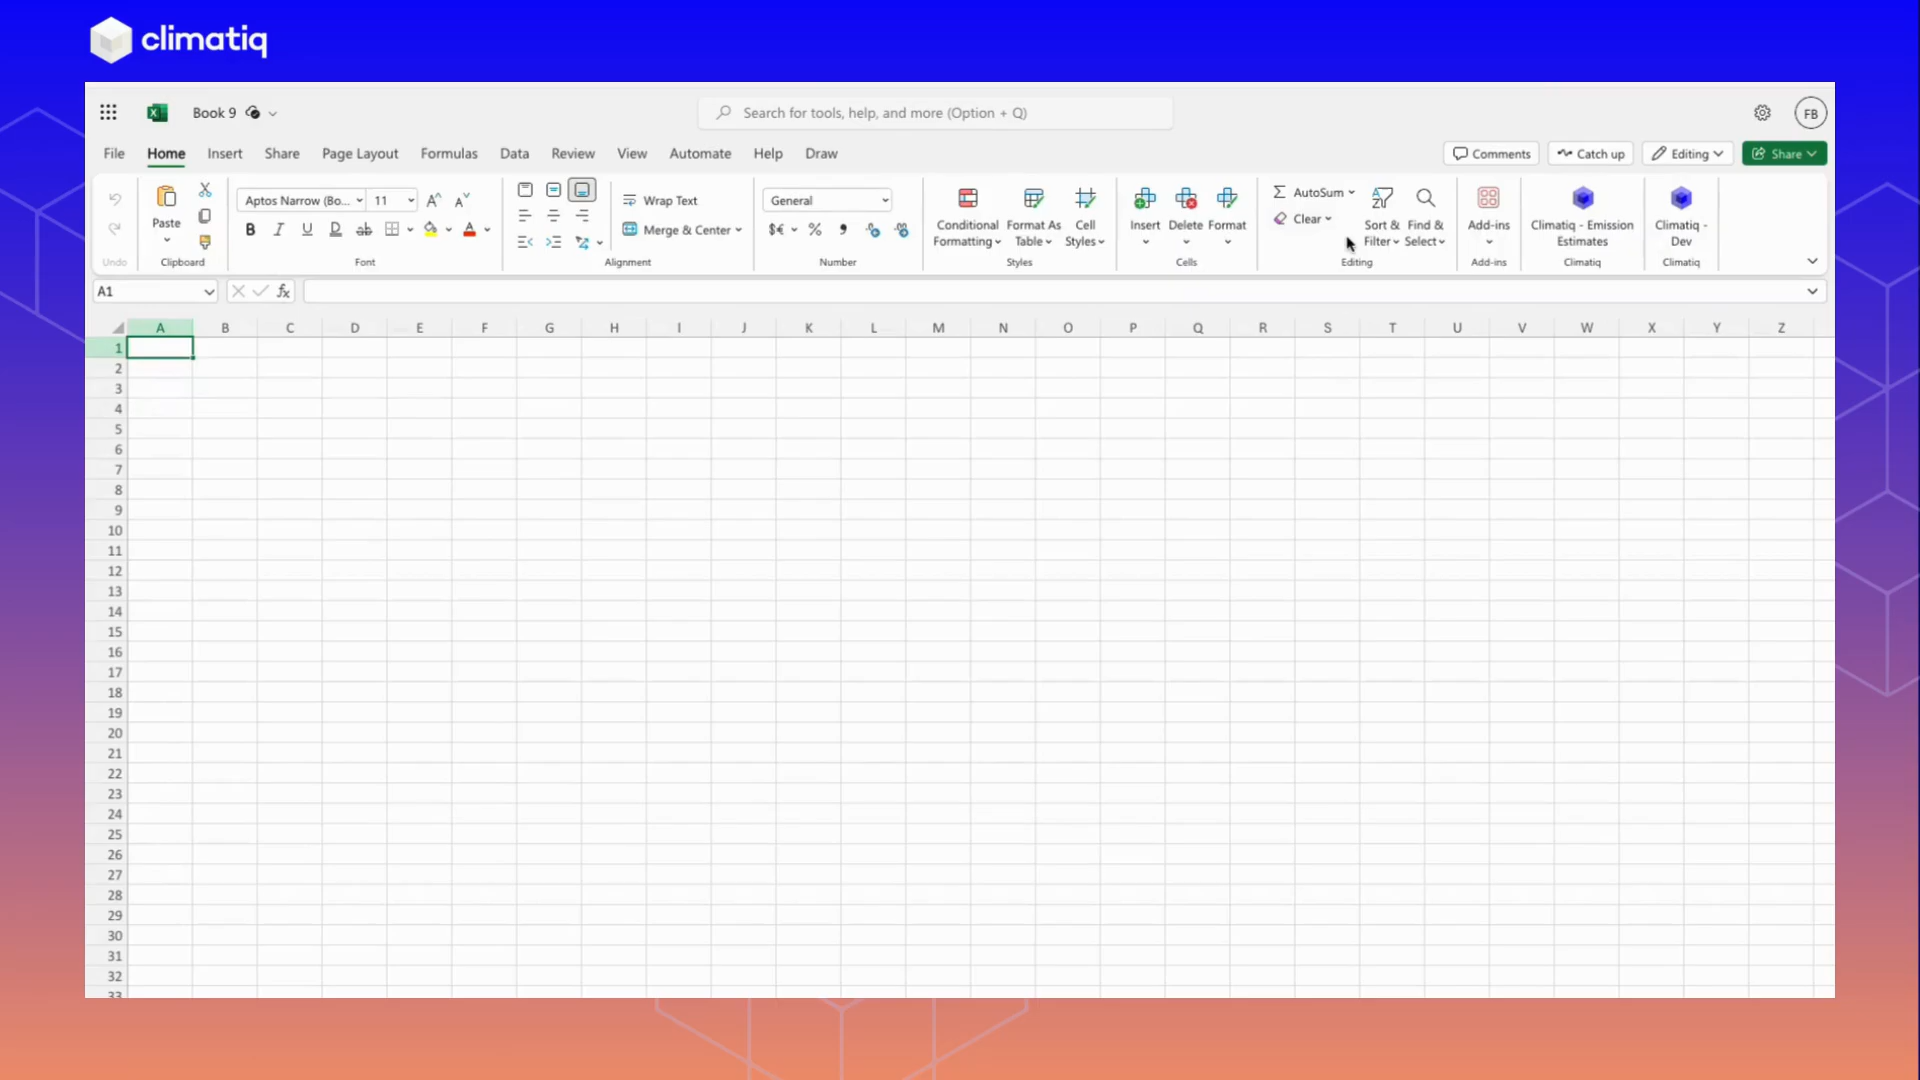 climatiq
Book 9
Search for tools, help, and more (Option + Q)
FB
File Home Insert Share Page Layout Formulas Data Review View Automate Help Draw
Comments Catch up Editing Share
Paste
Undo
Clipboard
Aptos Narrow (Bo... 11
B I U D ab A
Font
Wrap Text
Merge & Center
Alignment
General
$€ % 9
Number
Conditional Formatting
Format As Table
Cell Styles
Styles
Insert Delete Format
Cells
AutoSum
Clear
Sort & Filter
Find & Select
Editing
Add-ins
Add-ins
Climatiq - Emission Estimates
Climatiq
Climatiq - Dev
Climatiq
A1
fx
A B C D E F G H I J K L M N O P Q R S T U V W X Y Z
1
2
3
4
5
6
7
8
9
10
11
12
13
14
15
16
17
18
19
20
21
22
23
24
25
26
27
28
29
30
31
32
33